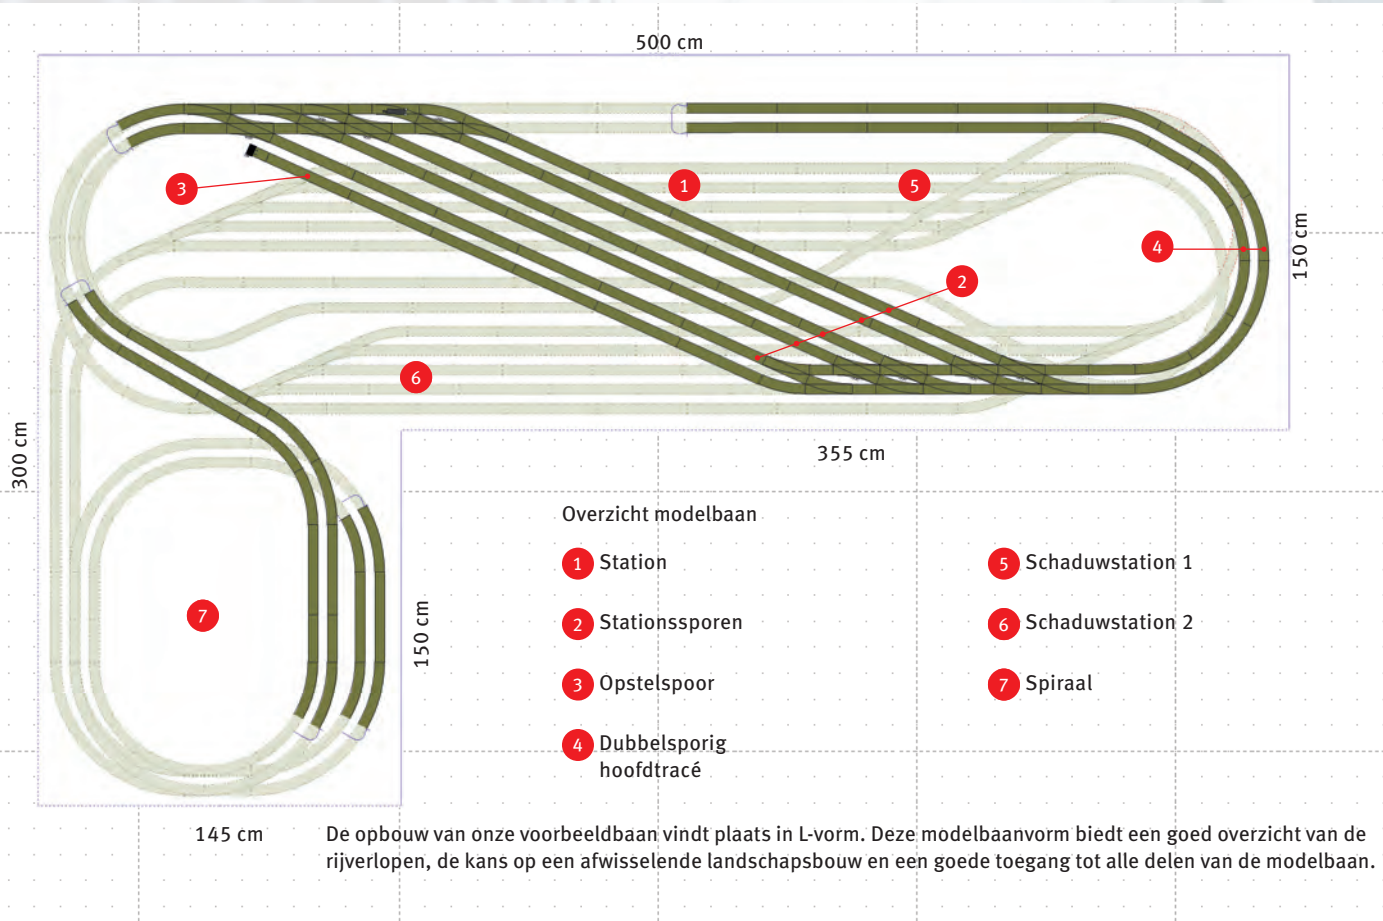 500 cm
3
1
5
4
150 cm
2
6
300 cm
355 cm
7
150 cm
Overzicht modelbaan
1 Station
2 Stationssporen
3 Opstelspoor
4 Dubbelsporig
hoofdtracé
5 Schaduwstation 1
6 Schaduwstation 2
7 Spiraal
145 cm
De opbouw van onze voorbeeldbaan vindt plaats in L-vorm. Deze modelbaanvorm biedt een goed overzicht van de
rijverlopen, de kans op een afwisselende landschapsbouw en een goede toegang tot alle delen van de modelbaan.